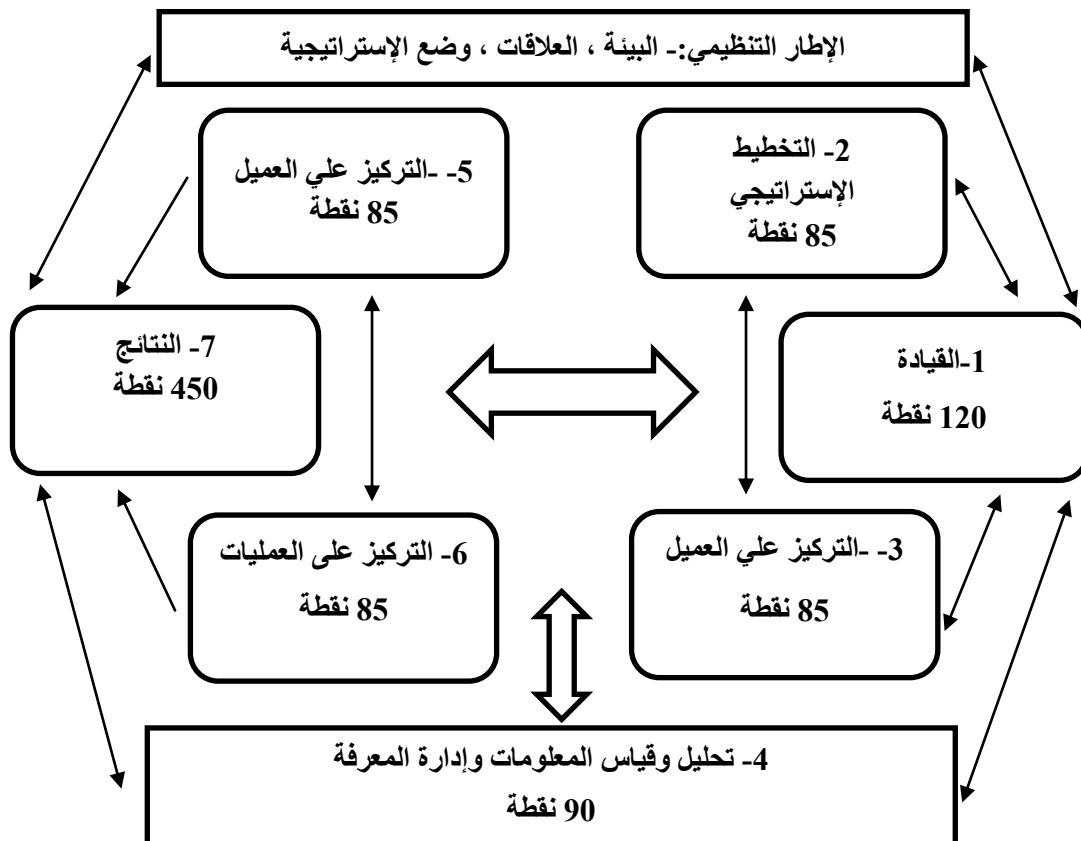 الإطار التنظيمي:- البيئة ، العلاقات ، وضع الإستراتيجية
2- التخطيط
الإستراتيجي
85 نقطة
5- -التركيز علي العميل
85 نقطة
1-القيادة
120 نقطة
7- النتائج
450 نقطة
3- -التركيز علي العميل
85 نقطة
6- التركيز على العمليات
85 نقطة
4- تحليل وقياس المعلومات وإدارة المعرفة
90 نقطة